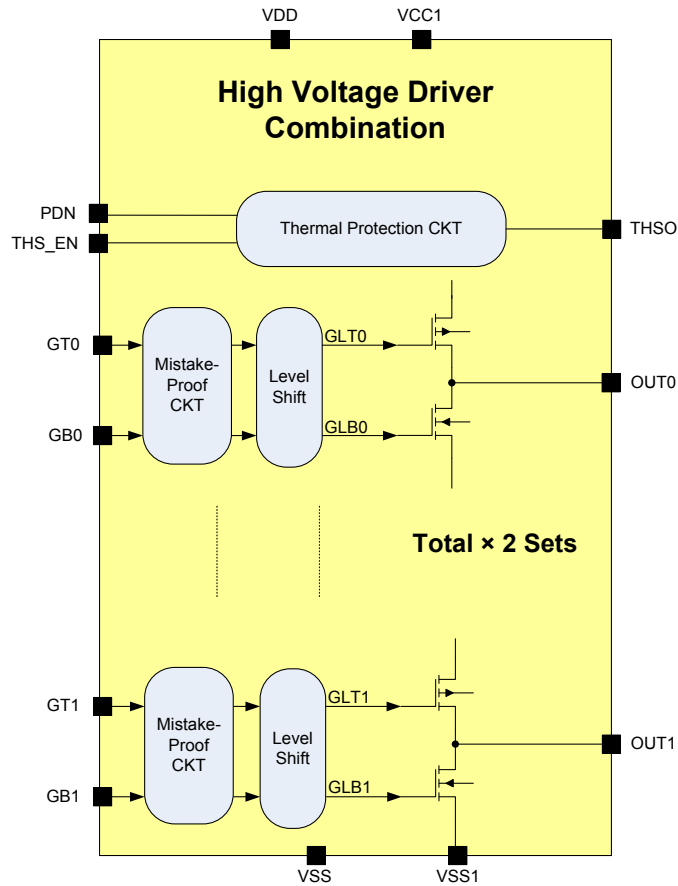 VDD
VCC1
High Voltage Driver
Combination
PDN
THS_EN
Thermal Protection CKT
THSO
GT0
GB0
Mistake-
Proof
CKT
Level
Shift
GLT0
GLB0
OUT0
Total × 2 Sets
GT1
GB1
Mistake-
Proof
CKT
Level
Shift
GLT1
GLB1
OUT1
VSS
VSS1